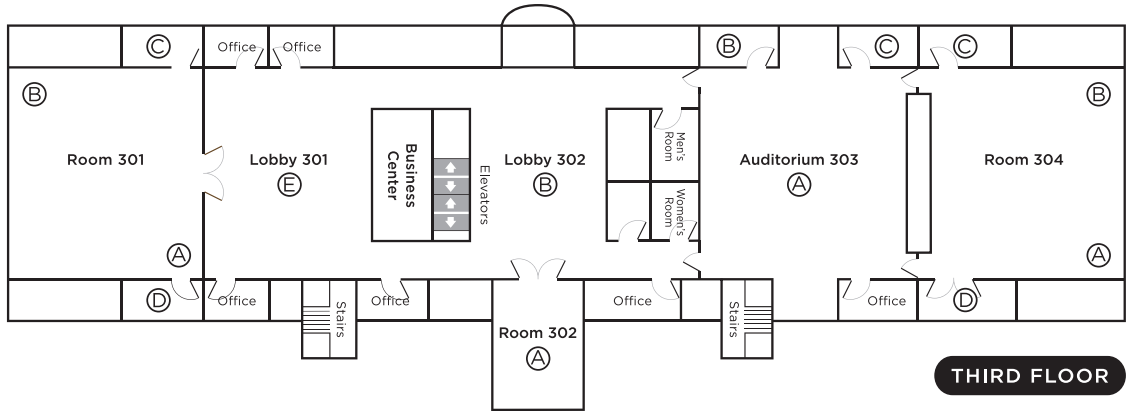 C
Office
Office
B
C
C
B
B
Room 301
Lobby 301
E
Business
Center
Elevators
Lobby 302
B
Men's
Room
Women's
Room
Auditorium 303
A
Room 304
A
A
D
Office
Stairs
Office
Room 302
A
Office
Stairs
Office
D
THIRD FLOOR